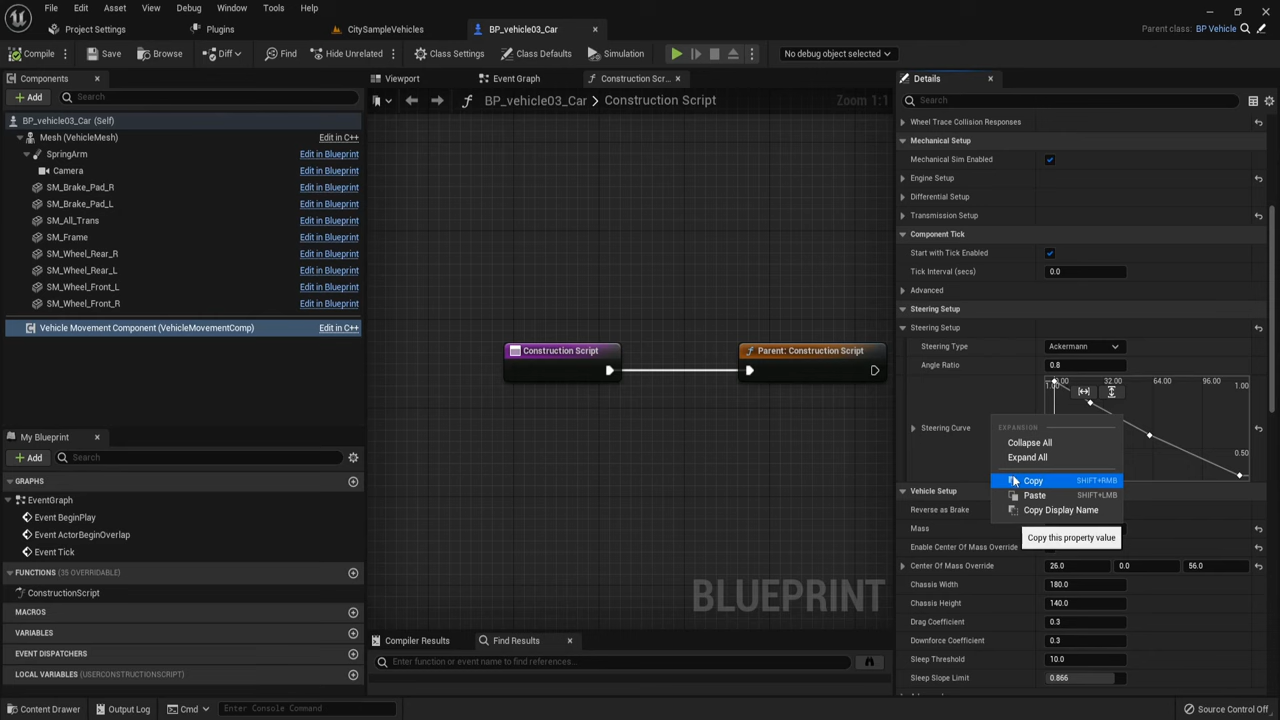 File Edit Asset View Debug Window Tools Help
Project Settings Plugins CitySampleVehicles BP_vehicle03_Car × Parent class: BP Vehicle
Compile Save Browse Diff Find Hide Unrelated Class Settings Class Defaults Simulation No debug object selected
Components ×
+ Add Search
BP_vehicle03_Car (Self)
Mesh (VehicleMesh) Edit in C++
SpringArm Edit in Blueprint
Camera Edit in Blueprint
SM_Brake_Pad_R Edit in Blueprint
SM_Brake_Pad_L Edit in Blueprint
SM_All_Trans Edit in Blueprint
SM_Frame Edit in Blueprint
SM_Wheel_Rear_R Edit in Blueprint
SM_Wheel_Rear_L Edit in Blueprint
SM_Wheel_Front_L Edit in Blueprint
SM_Wheel_Front_R Edit in Blueprint
Vehicle Movement Component (VehicleMovementComp) Edit in C++
My Blueprint ×
+ Add Search
GRAPHS
EventGraph
Event BeginPlay
Event ActorBeginOverlap
Event Tick
FUNCTIONS (35 OVERRIDABLE)
ConstructionScript
MACROS
VARIABLES
EVENT DISPATCHERS
LOCAL VARIABLES (USERCONSTRUCTIONSCRIPT)
Viewport Event Graph Construction Scr... ×
BP_vehicle03_Car > Construction Script Zoom 1:1
Construction Script
Parent: Construction Script
BLUEPRINT
Compiler Results Find Results ×
Enter function or event name to find references...
Details ×
Search
Wheel Trace Collision Responses
Mechanical Setup
Mechanical Sim Enabled
Engine Setup
Differential Setup
Transmission Setup
Component Tick
Start with Tick Enabled
Tick Interval (secs) 0.0
Advanced
Steering Setup
Steering Setup
Steering Type Ackermann
Angle Ratio 0.8
32.00 64.00 96.00 1.00
Steering Curve
0.50
EXPANSION
Collapse All
Expand All
Copy SHIFT+RMB
Paste SHIFT+LMB
Copy Display Name
Copy this property value
Vehicle Setup
Reverse as Brake
Mass
Enable Center Of Mass Override
Center Of Mass Override 26.0 0.0 56.0
Chassis Width 180.0
Chassis Height 140.0
Drag Coefficient 0.3
Downforce Coefficient 0.3
Sleep Threshold 10.0
Sleep Slope Limit 0.866
Content Drawer Output Log Cmd Enter Console Command Source Control Off